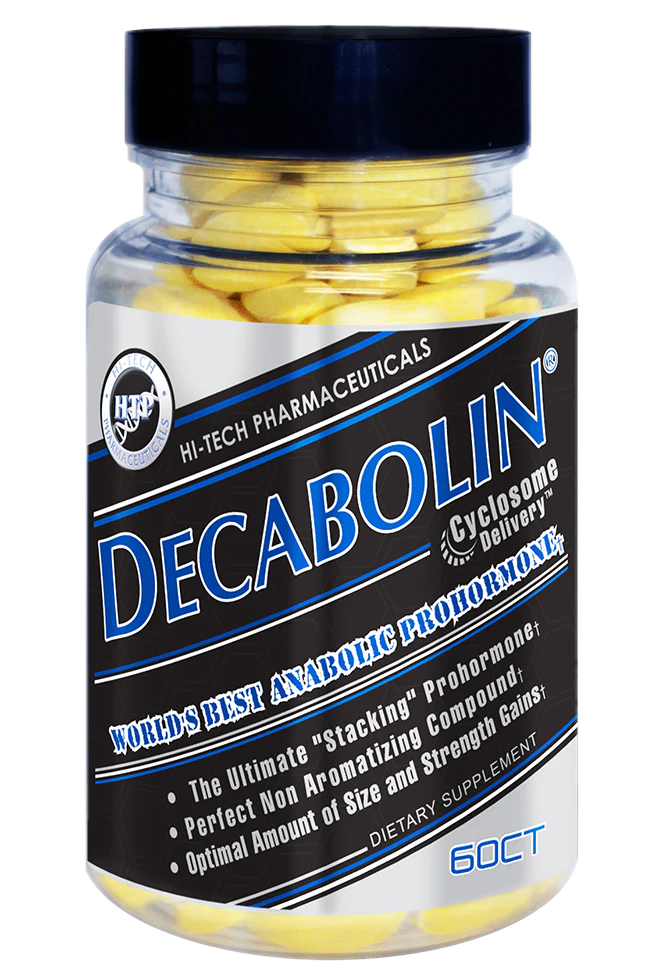 HI-TECH
HTP
PHARMACEUTICALS
HI-TECH PHARMACEUTICALS
DECABOLIN®
Cyclosome
Delivery™
WORLD'S BEST ANABOLIC PROHORMONE†
• The Ultimate "Stacking" Prohormone†
• Perfect Non Aromatizing Compound†
• Optimal Amount of Size and Strength Gains†
DIETARY SUPPLEMENT
60CT